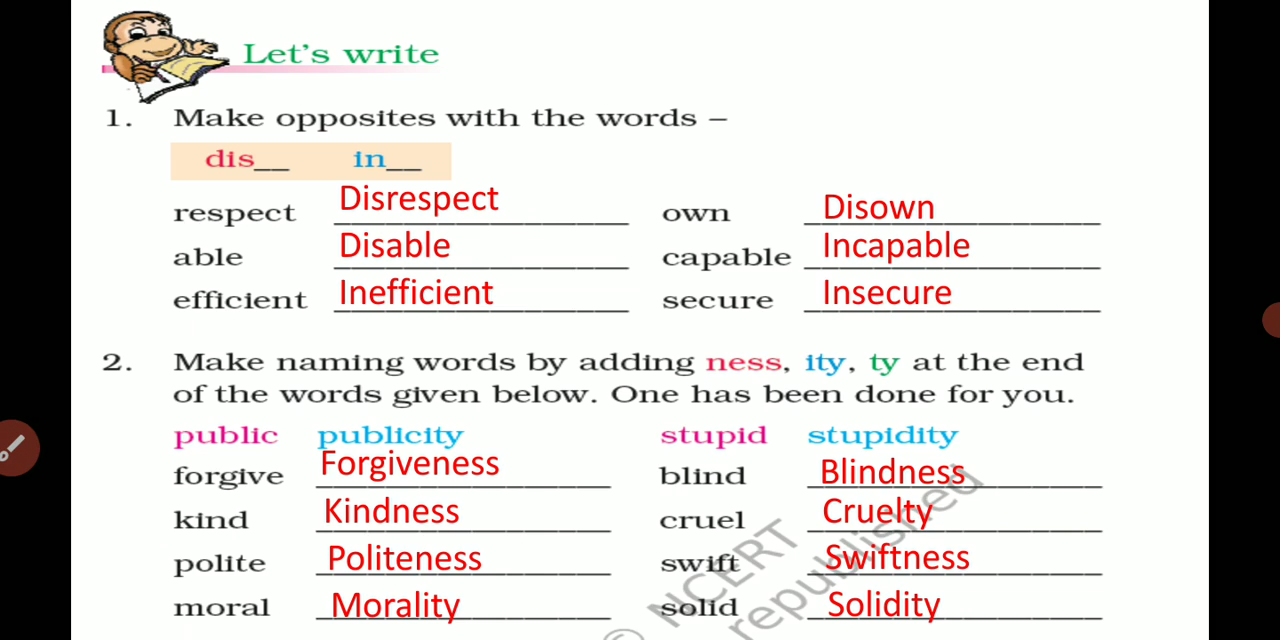 Let's write
1. Make opposites with the words –
dis__ in__
respect Disrespect own Disown
able Disable capable Incapable
efficient Inefficient secure Insecure
2. Make naming words by adding ness, ity, ty at the end
of the words given below. One has been done for you.
public publicity stupid stupidity
forgive Forgiveness blind Blindness
kind Kindness cruel Cruelty
polite Politeness swift Swiftness
moral Morality solid Solidity
© NCERT
republished